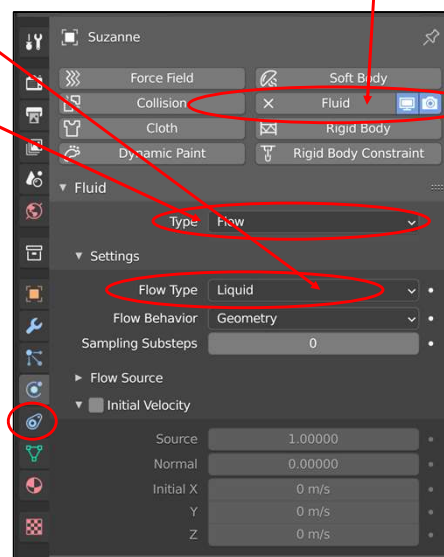 Suzanne
Force Field Soft Body
Collision Fluid
Cloth Rigid Body
Dynamic Paint Rigid Body Constraint
Fluid
Type Flow
Settings
Flow Type Liquid
Flow Behavior Geometry
Sampling Substeps 0
Flow Source
Initial Velocity
Source 1.00000
Normal 0.00000
Initial X 0 m/s
Y 0 m/s
Z 0 m/s